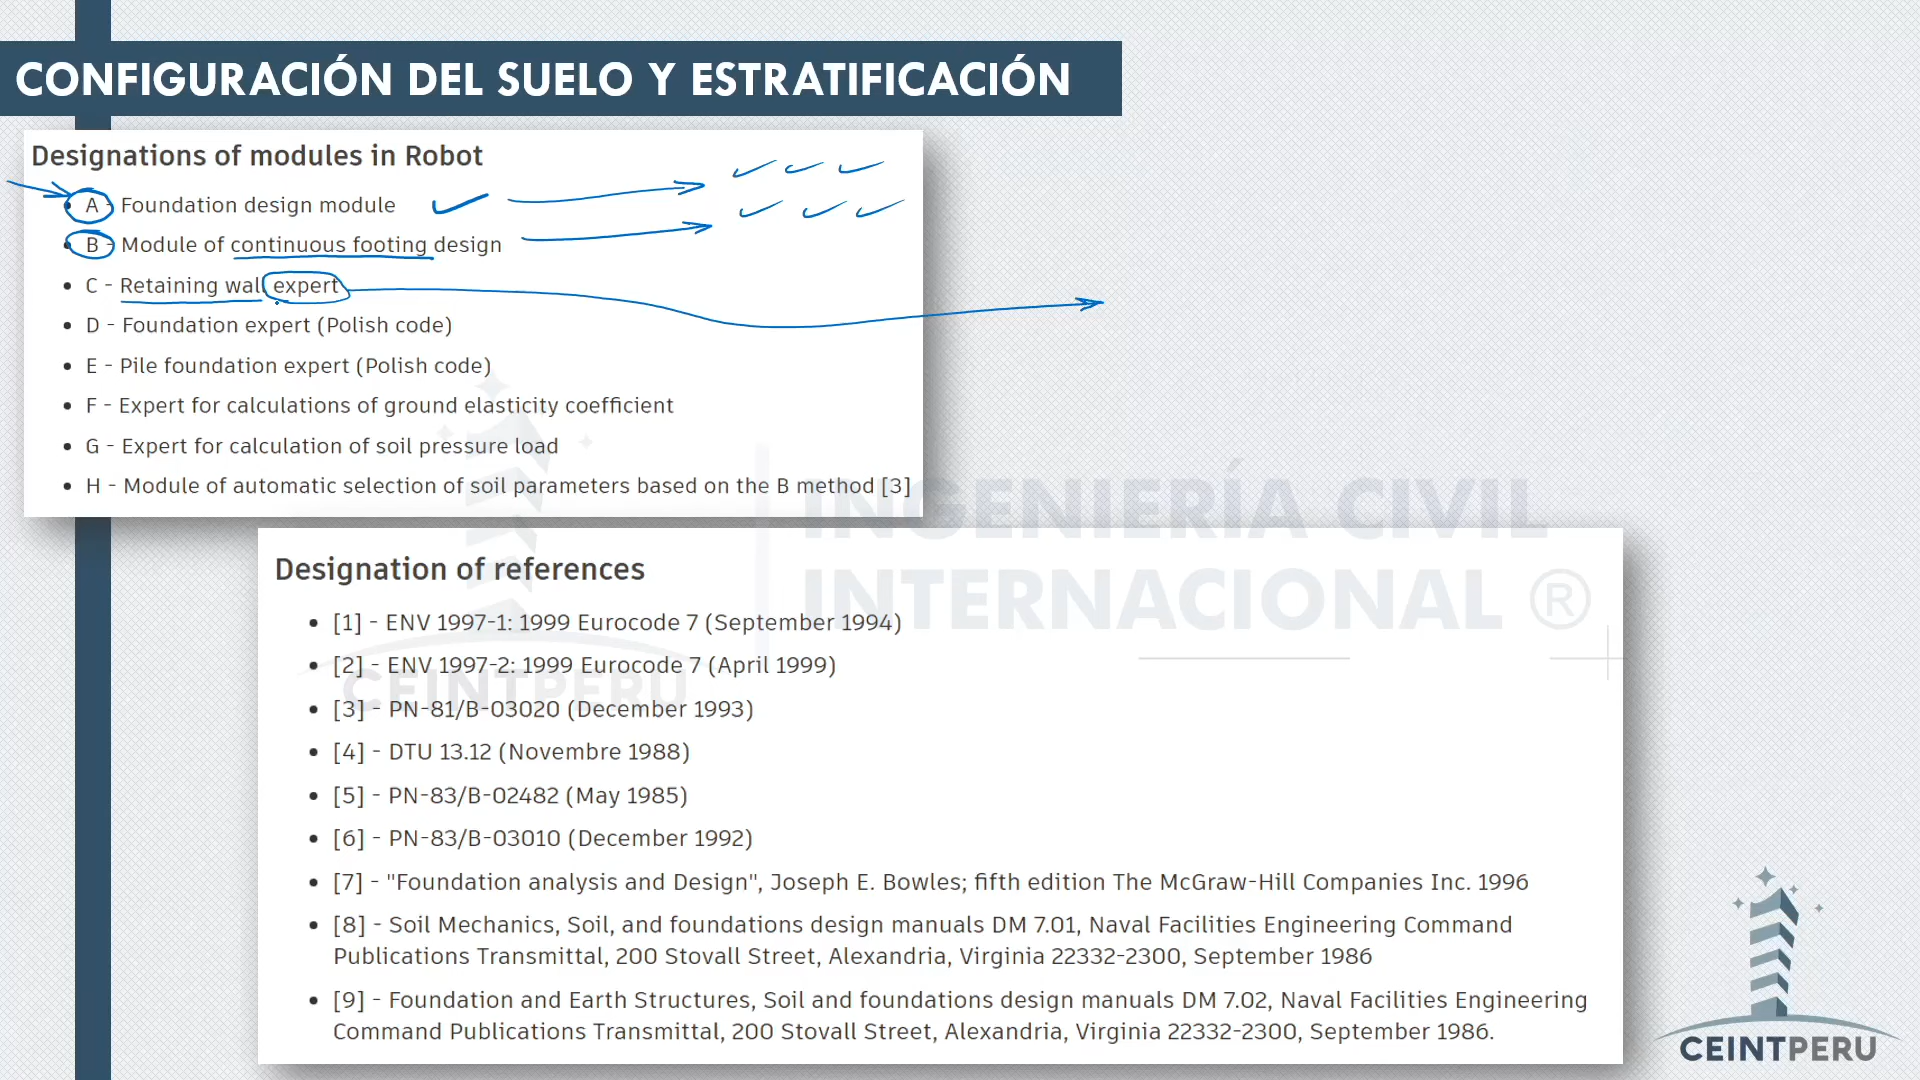 CONFIGURACIÓN DEL SUELO Y ESTRATIFICACIÓN
Designations of modules in Robot
• A - Foundation design module
• B - Module of continuous footing design
• C - Retaining wall expert
• D - Foundation expert (Polish code)
• E - Pile foundation expert (Polish code)
• F - Expert for calculations of ground elasticity coefficient
• G - Expert for calculation of soil pressure load
• H - Module of automatic selection of soil parameters based on the B method [3]
INGENIERÍA CIVIL
INTERNACIONAL ®
CEINTPERU
Designation of references
• [1] - ENV 1997-1: 1999 Eurocode 7 (September 1994)
• [2] - ENV 1997-2: 1999 Eurocode 7 (April 1999)
• [3] - PN-81/B-03020 (December 1993)
• [4] - DTU 13.12 (Novembre 1988)
• [5] - PN-83/B-02482 (May 1985)
• [6] - PN-83/B-03010 (December 1992)
• [7] - "Foundation analysis and Design", Joseph E. Bowles; fifth edition The McGraw-Hill Companies Inc. 1996
• [8] - Soil Mechanics, Soil, and foundations design manuals DM 7.01, Naval Facilities Engineering Command
Publications Transmittal, 200 Stovall Street, Alexandria, Virginia 22332-2300, September 1986
• [9] - Foundation and Earth Structures, Soil and foundations design manuals DM 7.02, Naval Facilities Engineering
Command Publications Transmittal, 200 Stovall Street, Alexandria, Virginia 22332-2300, September 1986.
CEINTPERU